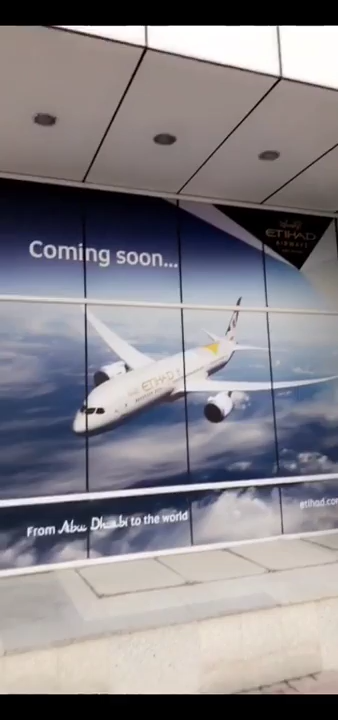 Coming soon...
ETIHAD
AIRWAYS
ETIHAD
From Abu Dhabi to the world
etihad.com